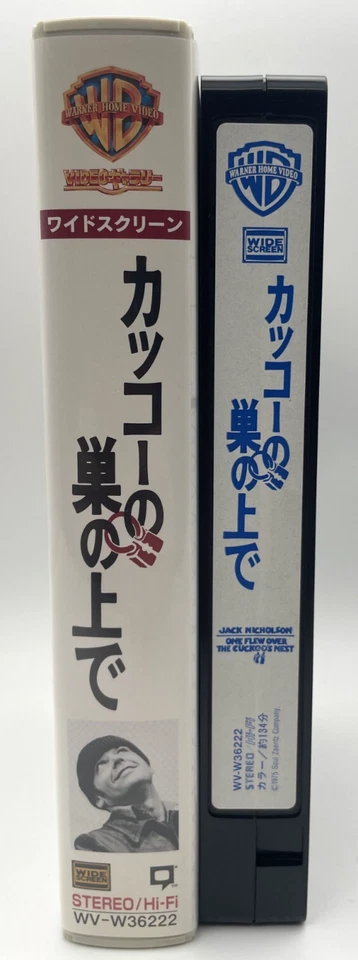 WARNER HOME VIDEO
VIDEOギャラリー
ワイドスクリーン
カッコーの
巣の上で
WIDE
SCREEN
STEREO/Hi-Fi
WV-W36222
WARNER HOME VIDEO
WIDE
SCREEN
カッコーの
巣の上で
JACK NICHOLSON
ONE FLEW OVER
THE CUCKOO'S NEST
WV-W36222
STEREO
カラー/約134分
©1975 Saul Zaentz Company.